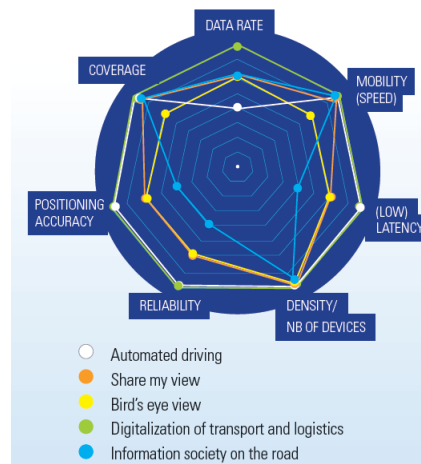 DATA RATE
COVERAGE
MOBILITY
(SPEED)
POSITIONING
ACCURACY
(LOW)
LATENCY
RELIABILITY
DENSITY/
NB OF DEVICES
Automated driving
Share my view
Bird's eye view
Digitalization of transport and logistics
Information society on the road